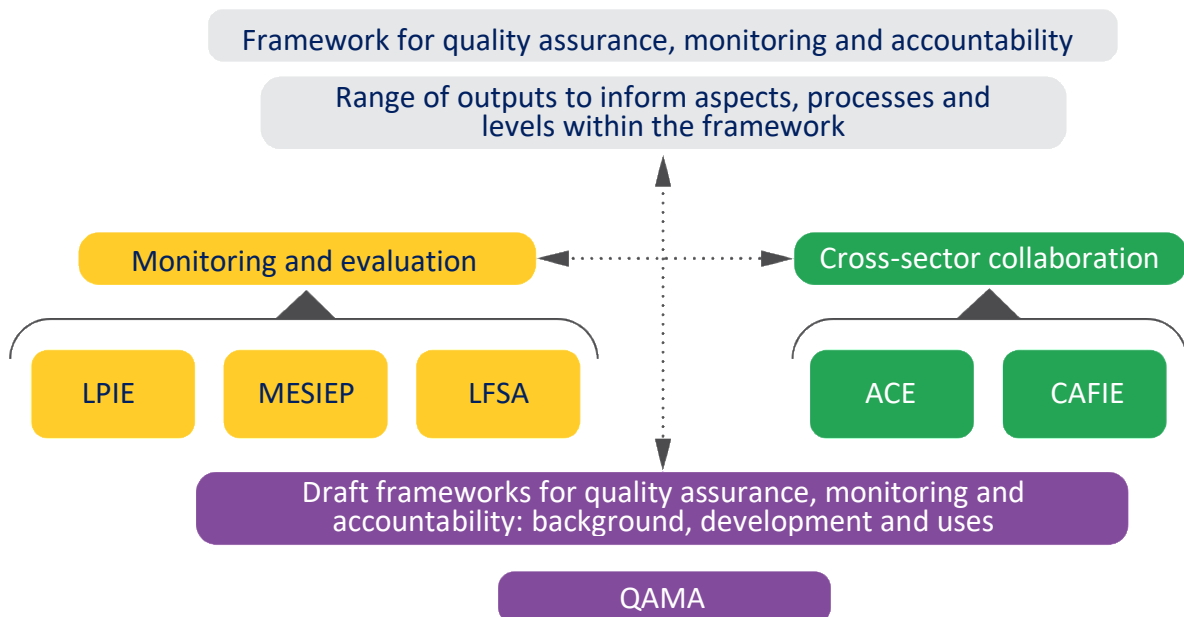 Framework for quality assurance, monitoring and accountability
Range of outputs to inform aspects, processes and
levels within the framework
Monitoring and evaluation
Cross-sector collaboration
LPIE
MESIEP
LFSA
ACE
CAFIE
Draft frameworks for quality assurance, monitoring and
accountability: background, development and uses
QAMA